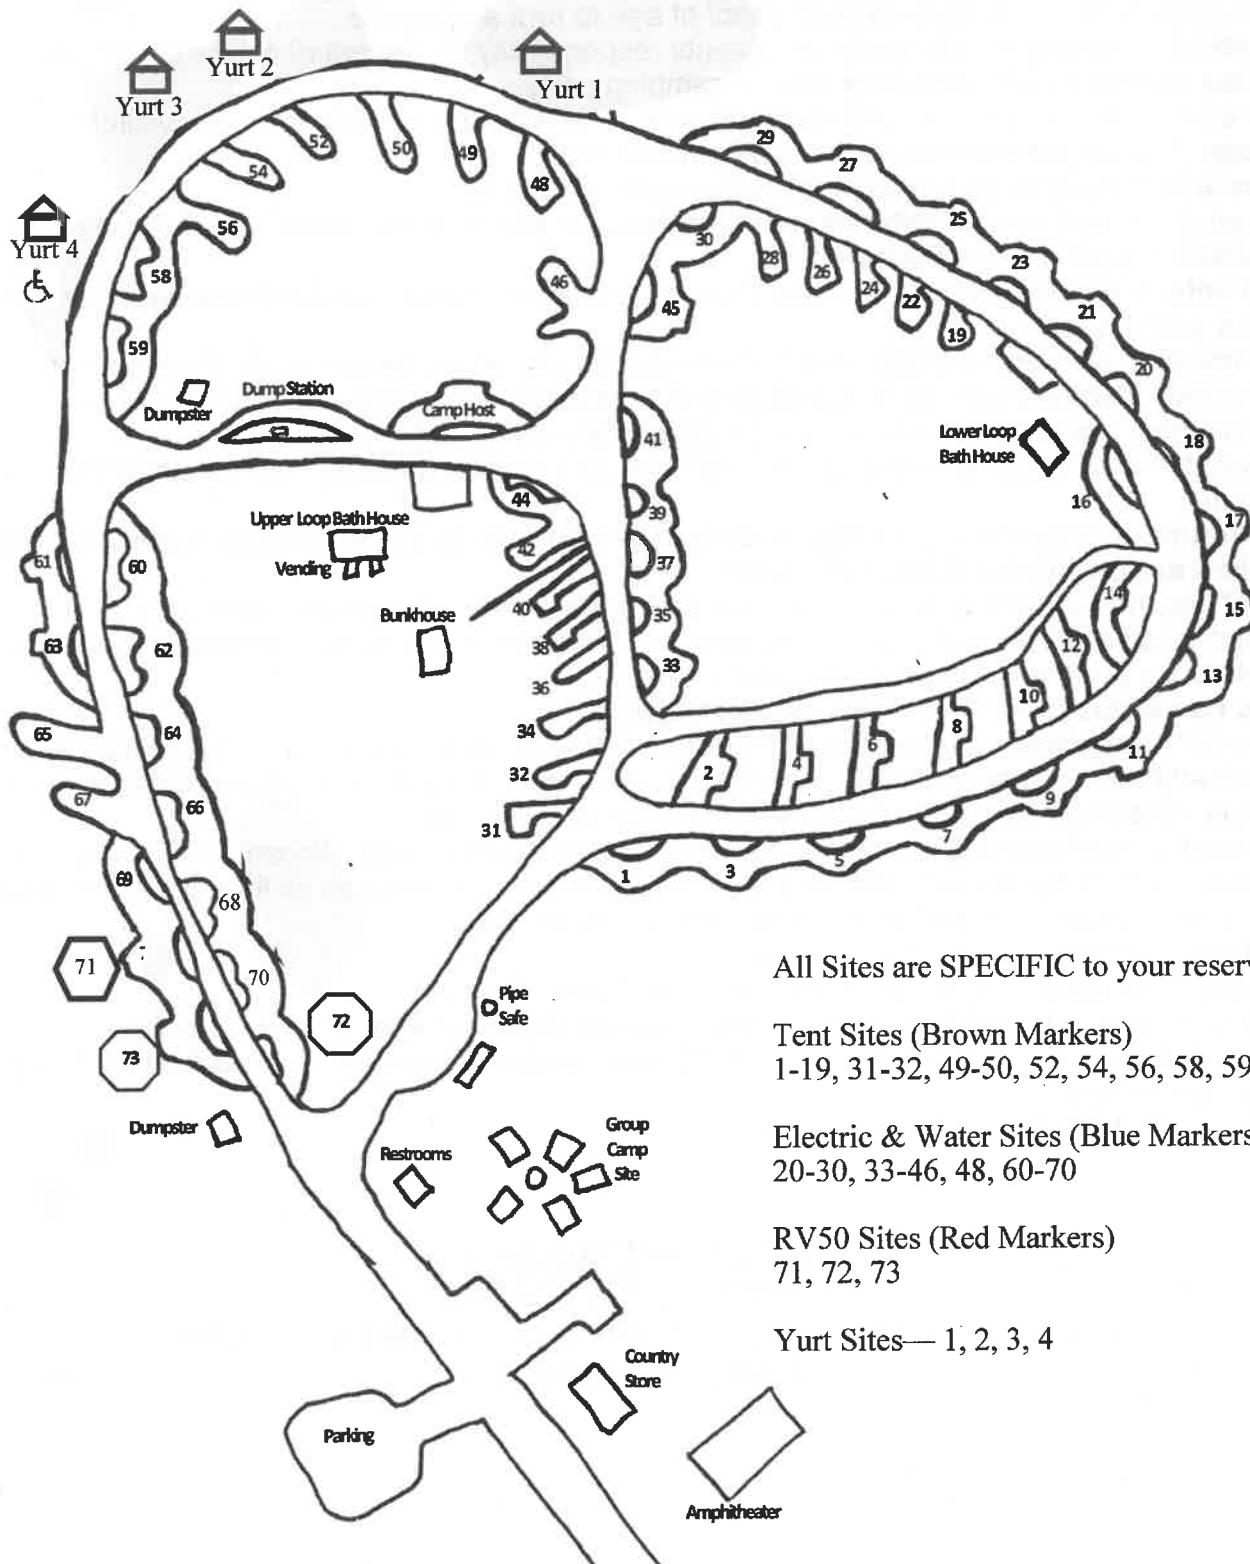 Yurt 2
Yurt 3
Yurt 1
Yurt 4
29
27
25
23
21
20
18
17
15
13
11
9
7
5
3
1
52
50
49
48
54
56
58
59
46
30
28
26
24
22
19
45
Dumpster
Dump Station
Camp Host
41
39
37
35
33
Lower Loop
Bath House
16
14
12
10
8
6
4
2
44
42
40
38
36
34
32
31
Upper Loop Bath House
Vending
Bunkhouse
61
60
63
62
65
64
67
66
69
68
70
71
72
73
Pipe
Safe
Dumpster
Restrooms
Group
Camp
Site
All Sites are SPECIFIC to your reserv
Tent Sites (Brown Markers)
1-19, 31-32, 49-50, 52, 54, 56, 58, 59
Electric & Water Sites (Blue Markers
20-30, 33-46, 48, 60-70
RV50 Sites (Red Markers)
71, 72, 73
Yurt Sites— 1, 2, 3, 4
Country
Store
Parking
Amphitheater